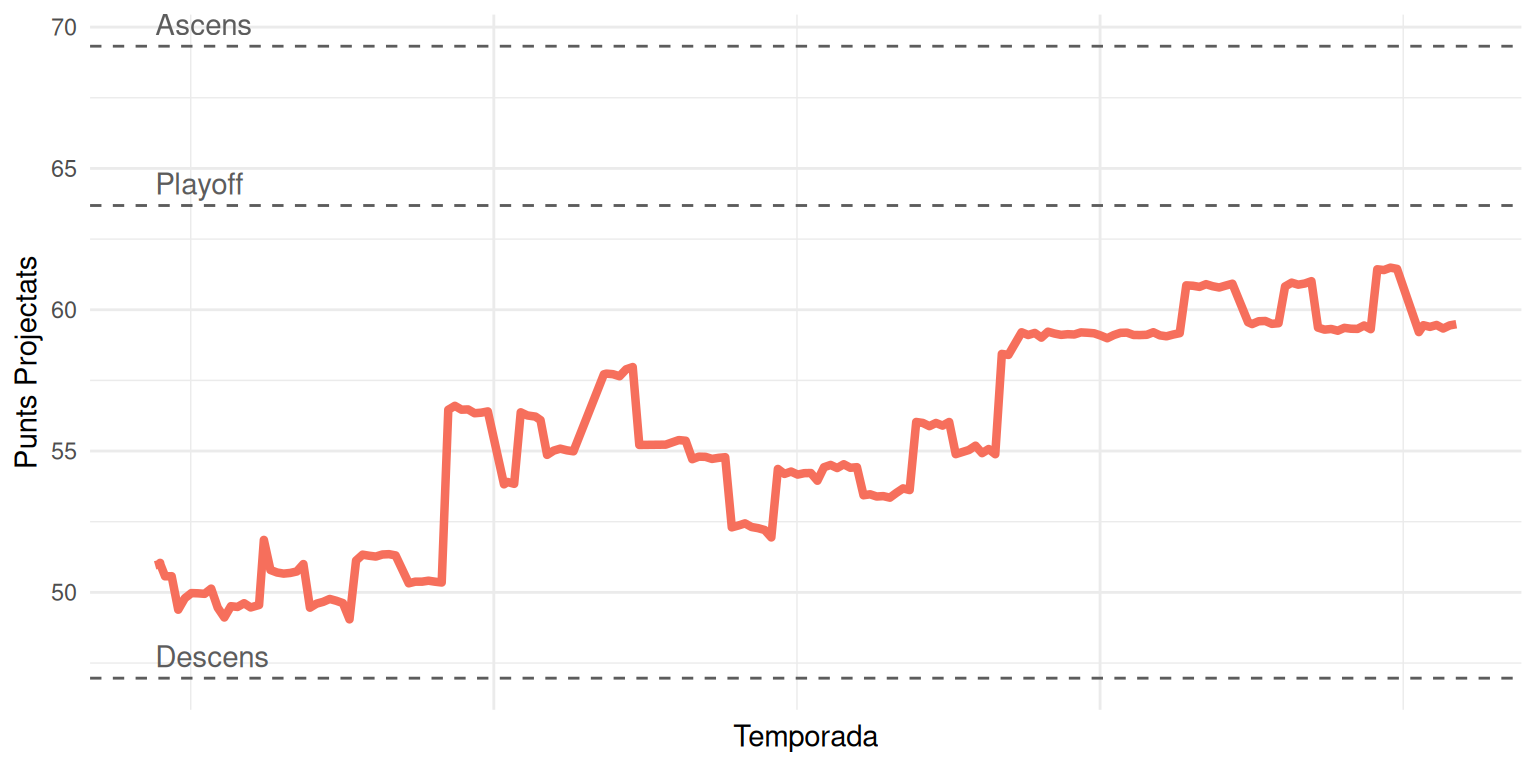 70
Ascens
65
Playoff
60
55
50
Descens
Punts Projectats
Temporada